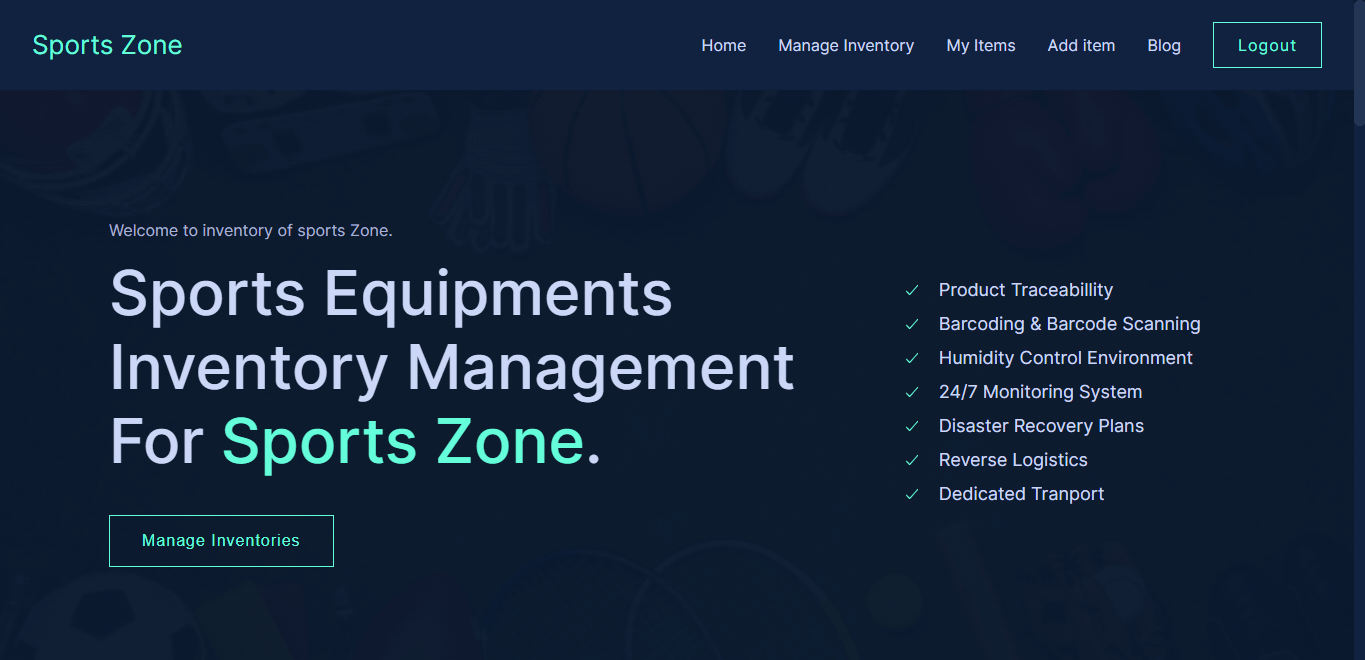 Sports Zone
Home
Manage Inventory
My Items
Add item
Blog
Logout
Welcome to inventory of sports Zone.
Sports Equipments
Inventory Management
For Sports Zone.
Manage Inventories
Product Traceabillity
Barcoding & Barcode Scanning
Humidity Control Environment
24/7 Monitoring System
Disaster Recovery Plans
Reverse Logistics
Dedicated Tranport